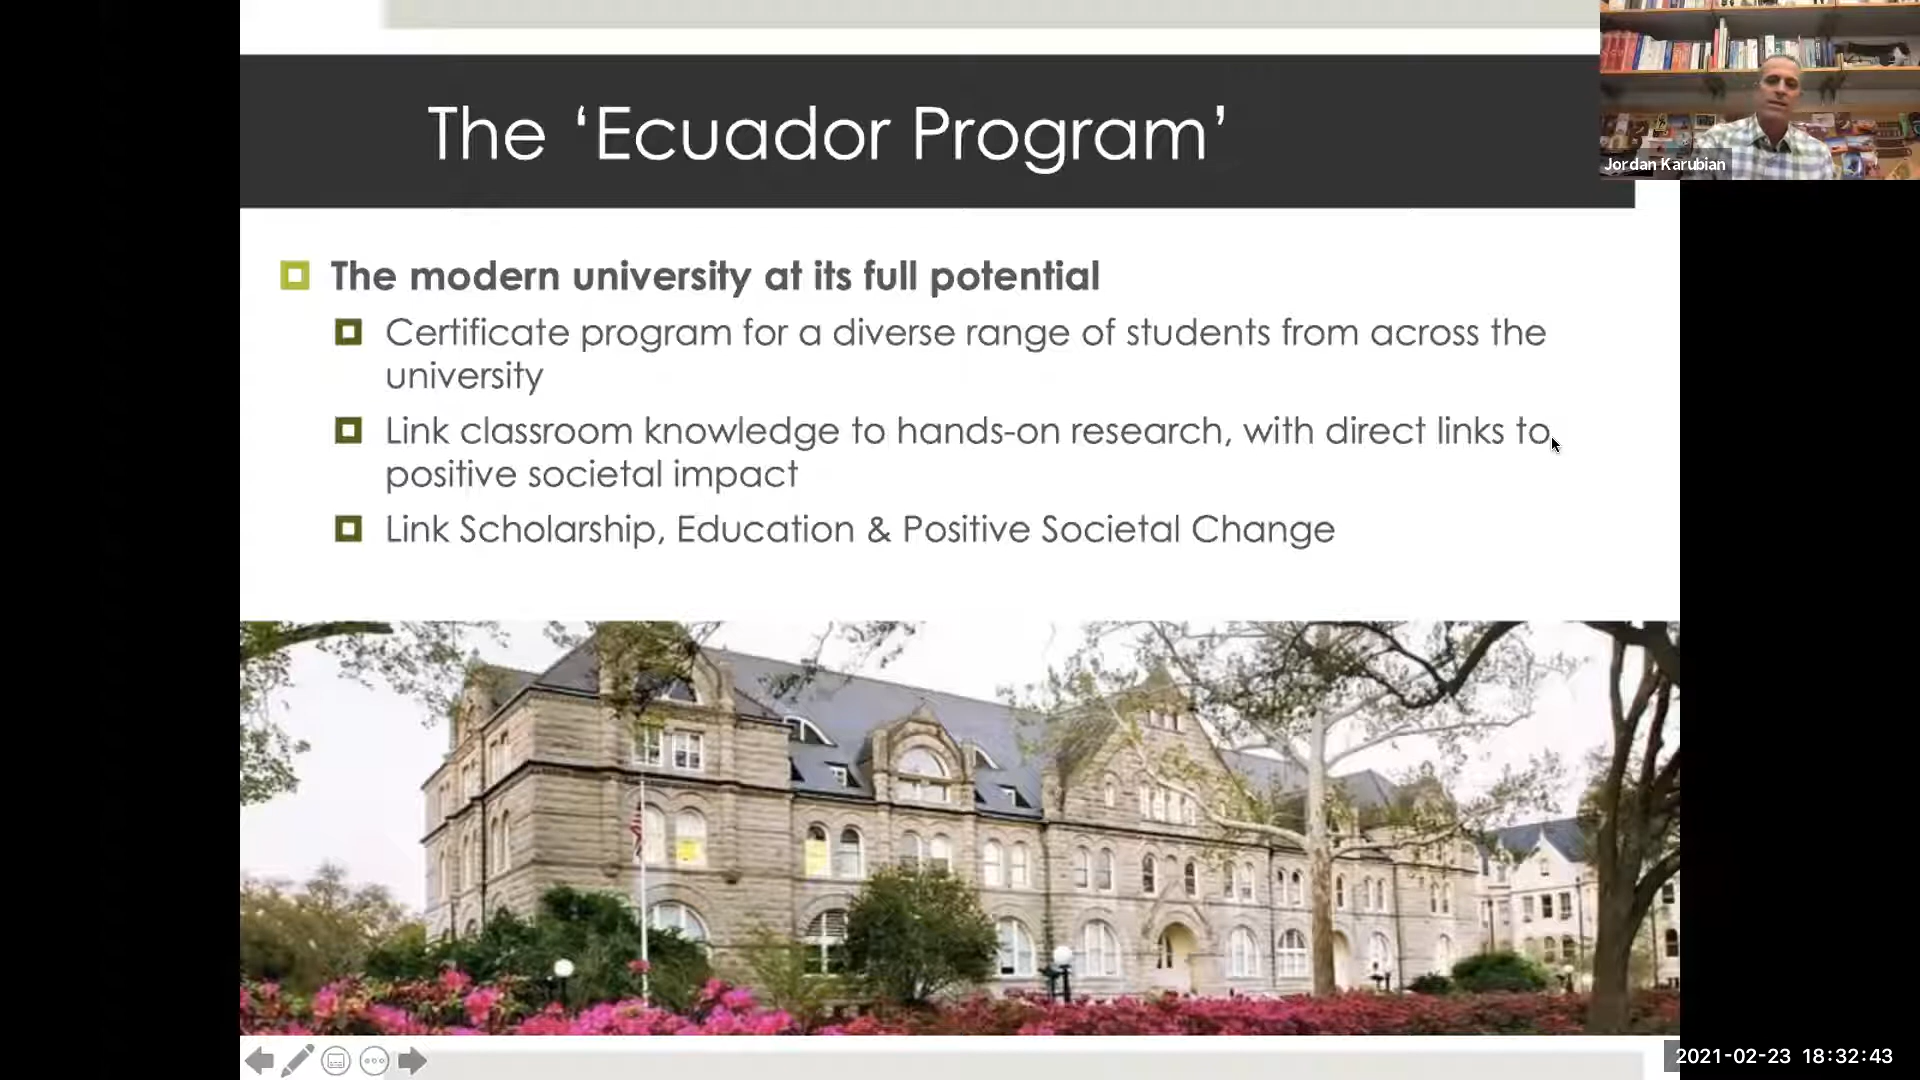 The ‘Ecuador Program’
Jordan Karubian
The modern university at its full potential
Certificate program for a diverse range of students from across the
university
Link classroom knowledge to hands-on research, with direct links to
positive societal impact
Link Scholarship, Education & Positive Societal Change
2021-02-23 18:32:43